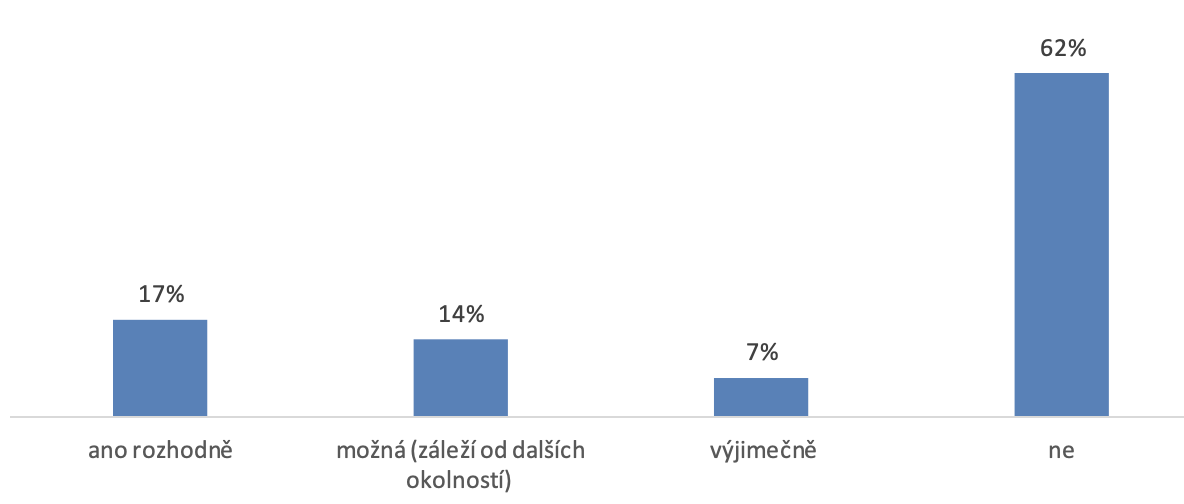 62%
17%
14%
7%
ano rozhodně
možná (záleží od dalších
okolností)
výjimečně
ne